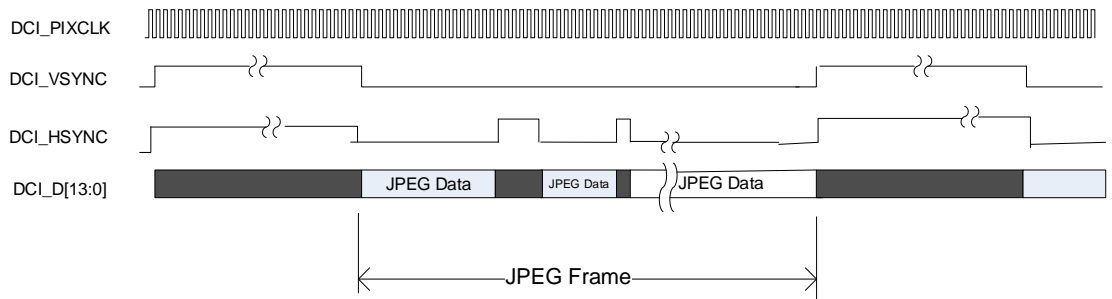 DCI_PIXCLK
DCI_VSYNC
DCI_HSYNC
DCI_D[13:0]
JPEG Data
JPEG Data
JPEG Data
JPEG Frame